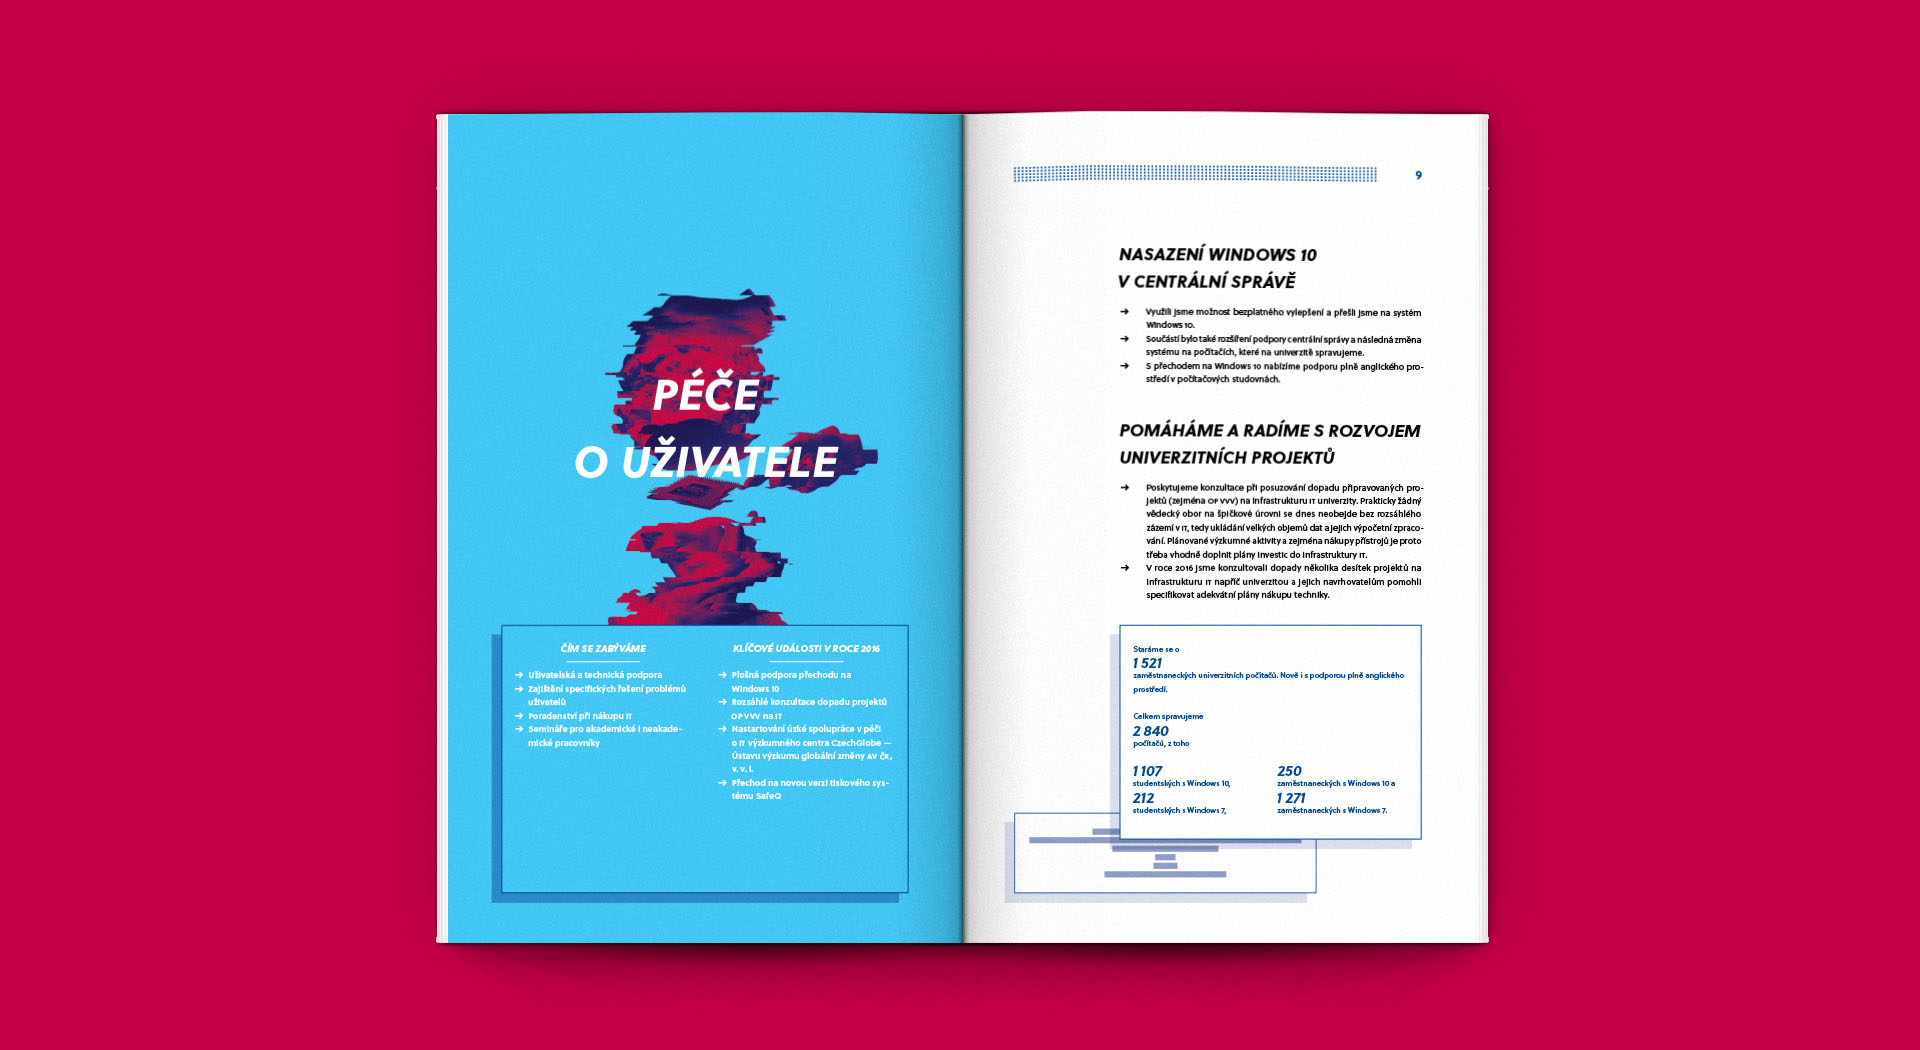 PÉČE
O UŽIVATELE
ČÍM SE ZABÝVÁME
→ Uživatelská a technická podpora
→ Zajištění specifických řešení problémů
uživatelů
→ Poradenství při nákupu IT
→ Semináře pro akademické i neakade-
mické pracovníky
KLÍČOVÉ UDÁLOSTI V ROCE 2016
→ Plošná podpora přechodu na
Windows 10
→ Rozsáhlé konzultace dopadu projektů
OP VVV na IT
→ Nastartování úzké spolupráce v péči
o IT výzkumného centra CzechGlobe —
Ústavu výzkumu globální změny AV ČR,
v. v. i.
→ Přechod na novou verzi tiskového sys-
tému SafeQ
9
NASAZENÍ WINDOWS 10
V CENTRÁLNÍ SPRÁVĚ
→ Využili jsme možnost bezplatného vylepšení a přešli jsme na systém
Windows 10.
→ Součástí bylo také rozšíření podpory centrální správy a následná změna
systému na počítačích, které na univerzitě spravujeme.
→ S přechodem na Windows 10 nabízíme podporu plně anglického pro-
středí v počítačových studovnách.
POMÁHÁME A RADÍME S ROZVOJEM
UNIVERZITNÍCH PROJEKTŮ
→ Poskytujeme konzultace při posuzování dopadu připravovaných pro-
jektů (zejména OP VVV) na infrastrukturu IT univerzity. Prakticky žádný
vědecký obor na špičkové úrovni se dnes neobejde bez rozsáhlého
zázemí v IT, tedy ukládání velkých objemů dat a jejich výpočetní zpraco-
vání. Plánované výzkumné aktivity a zejména nákupy přístrojů je proto
třeba vhodně doplnit plány investic do infrastruktury IT.
→ V roce 2016 jsme konzultovali dopady několika desítek projektů na
infrastrukturu IT napříč univerzitou a jejich navrhovatelům pomohli
specifikovat adekvátní plány nákupu techniky.
Staráme se o
1 521
zaměstnaneckých univerzitních počítačů. Nově i s podporou plně anglického
prostředí.
Celkem spravujeme
2 840
počítačů, z toho
1 107
studentských s Windows 10,
212
studentských s Windows 7,
250
zaměstnaneckých s Windows 10 a
1 271
zaměstnaneckých s Windows 7.